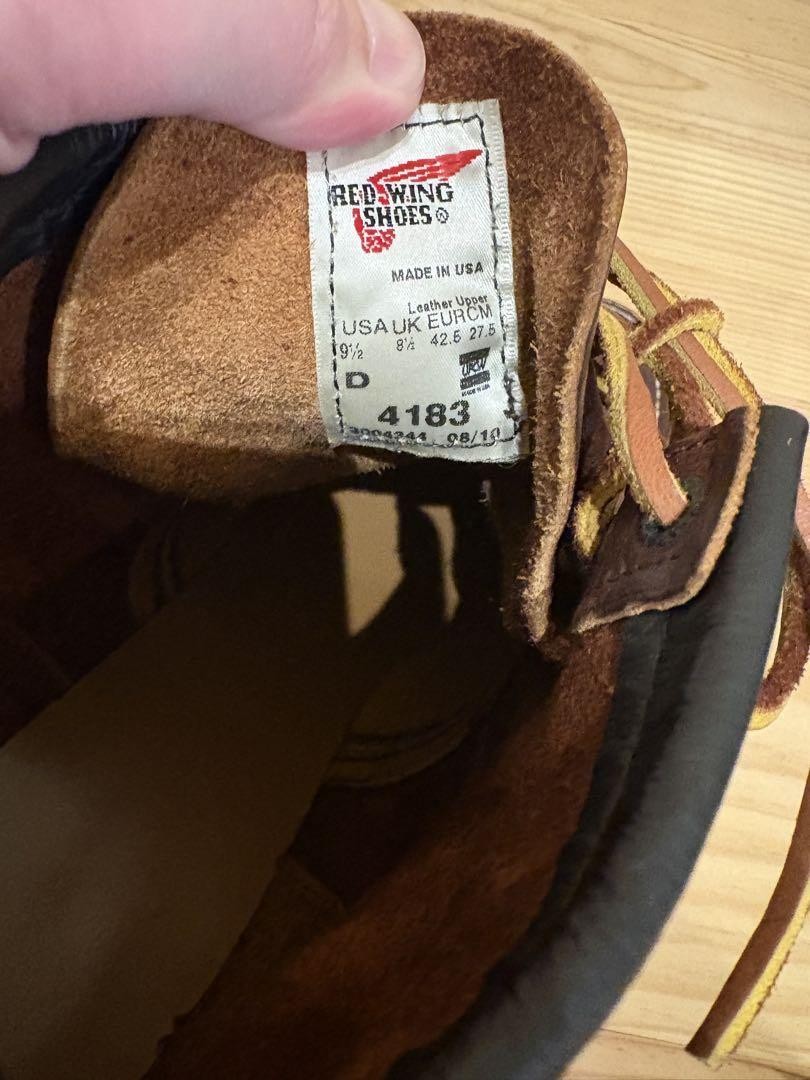 RED WING
SHOES®
MADE IN USA
Leather Upper
USA UK EUR CM
9½ 8½ 42.5 27.5
D
4183
08/10